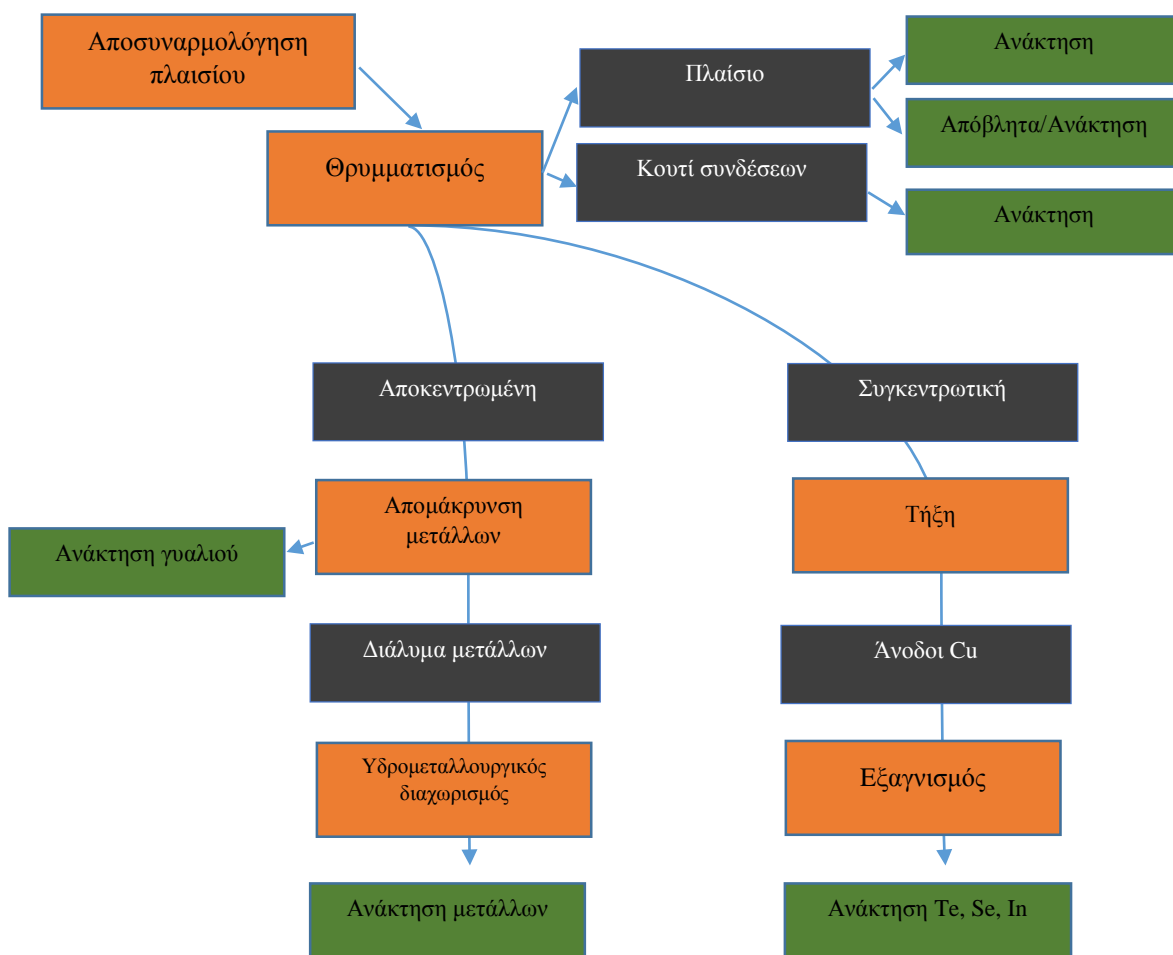 Αποσυναρμολόγηση
πλαισίου
Θρυμματισμός
Πλαίσιο
Κουτί συνδέσεων
Ανάκτηση
Απόβλητα/Ανάκτηση
Ανάκτηση
Αποκεντρωμένη
Συγκεντρωτική
Απομάκρυνση
μετάλλων
Τήξη
Ανάκτηση γυαλιού
Διάλυμα μετάλλων
Άνοδοι Cu
Υδρομεταλλουργικός
διαχωρισμός
Εξαγνισμός
Ανάκτηση μετάλλων
Ανάκτηση Te, Se, In